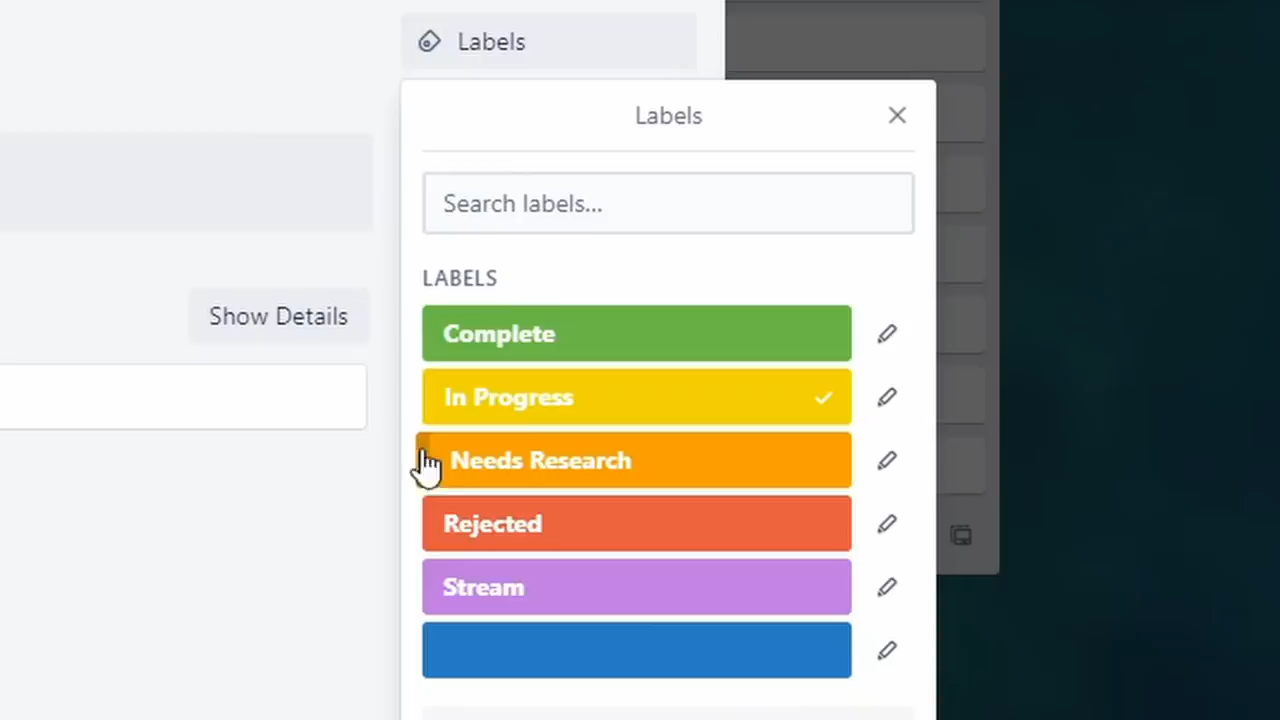 Labels
Labels
Search labels...
LABELS
Show Details
Complete
In Progress
Needs Research
Rejected
Stream